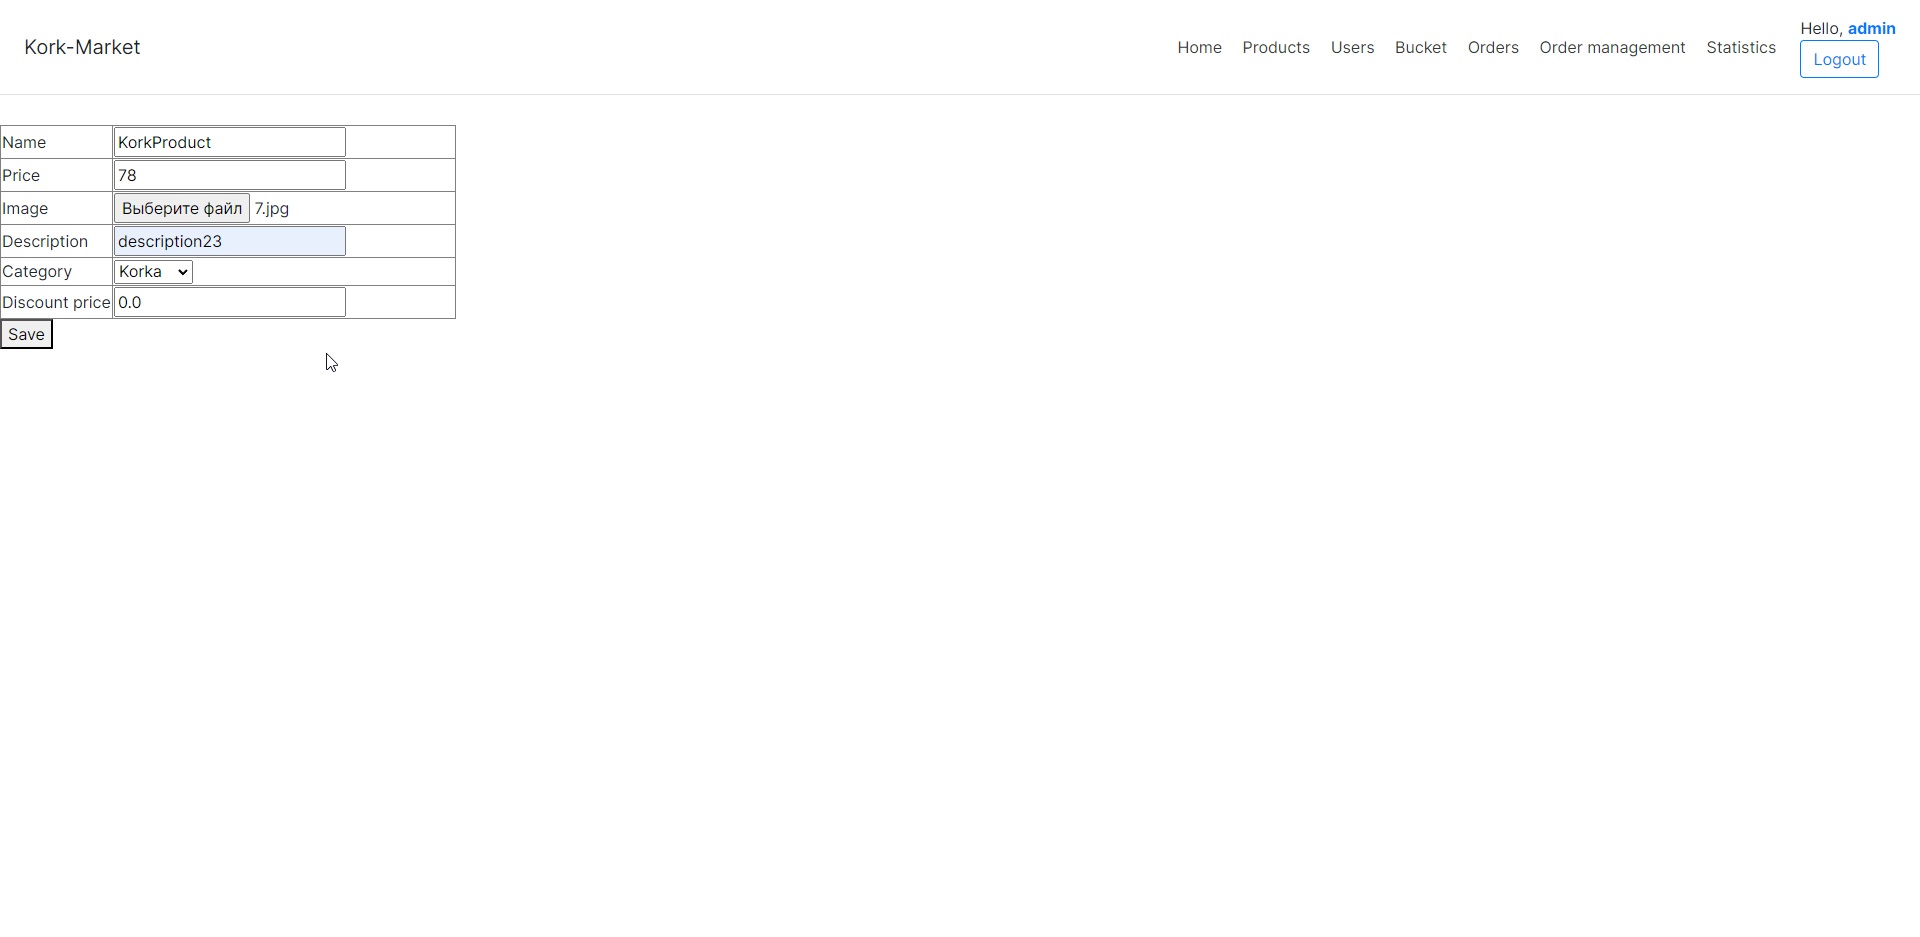 Kork-Market
Home Products Users Bucket Orders Order management Statistics
Hello, admin
Logout
Name KorkProduct
Price 78
Image Выберите файл 7.jpg
Description description23
Category Korka
Discount price 0.0
Save